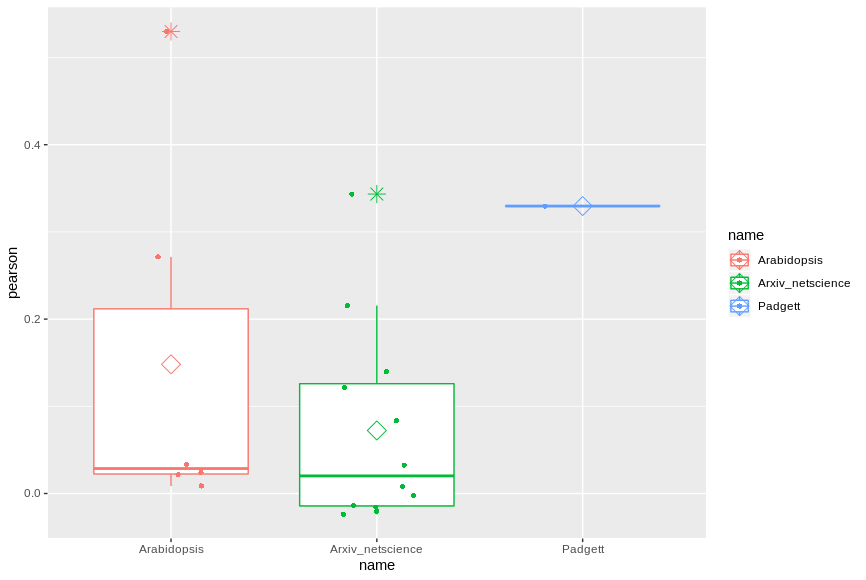 0.4
0.2
0.0
pearson
Arabidopsis
Arxiv_netscience
Padgett
name
name
Arabidopsis
Arxiv_netscience
Padgett